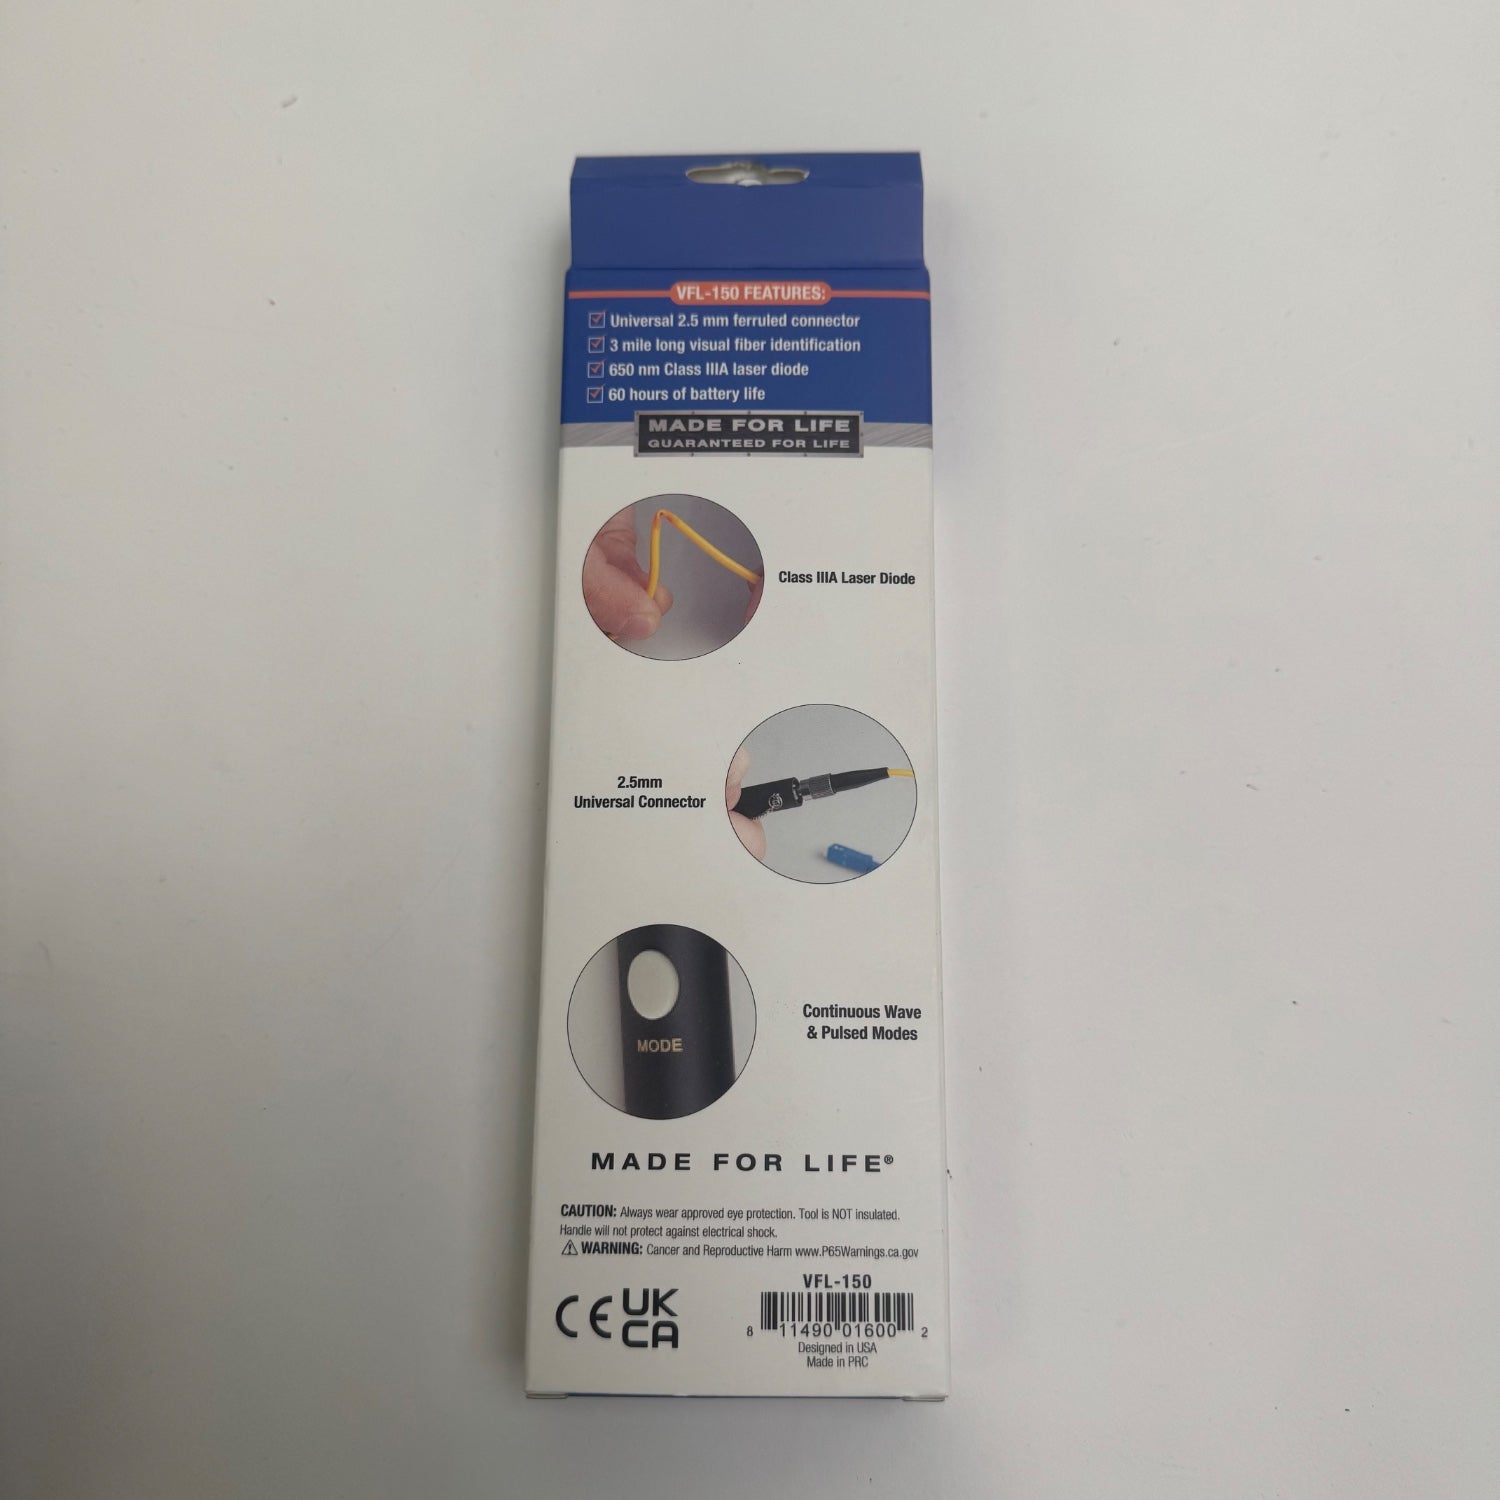 VFL-150 FEATURES:
Universal 2.5 mm ferruled connector
3 mile long visual fiber identification
650 nm Class IIIA laser diode
60 hours of battery life
MADE FOR LIFE
GUARANTEED FOR LIFE
Class IIIA Laser Diode
2.5mm
Universal Connector
MODE
Continuous Wave
& Pulsed Modes
MADE FOR LIFE®
CAUTION: Always wear approved eye protection. Tool is NOT insulated.
Handle will not protect against electrical shock.
⚠ WARNING: Cancer and Reproductive Harm www.P65Warnings.ca.gov
CE UK
CA
VFL-150
8 11490 01600 2
Designed in USA
Made in PRC